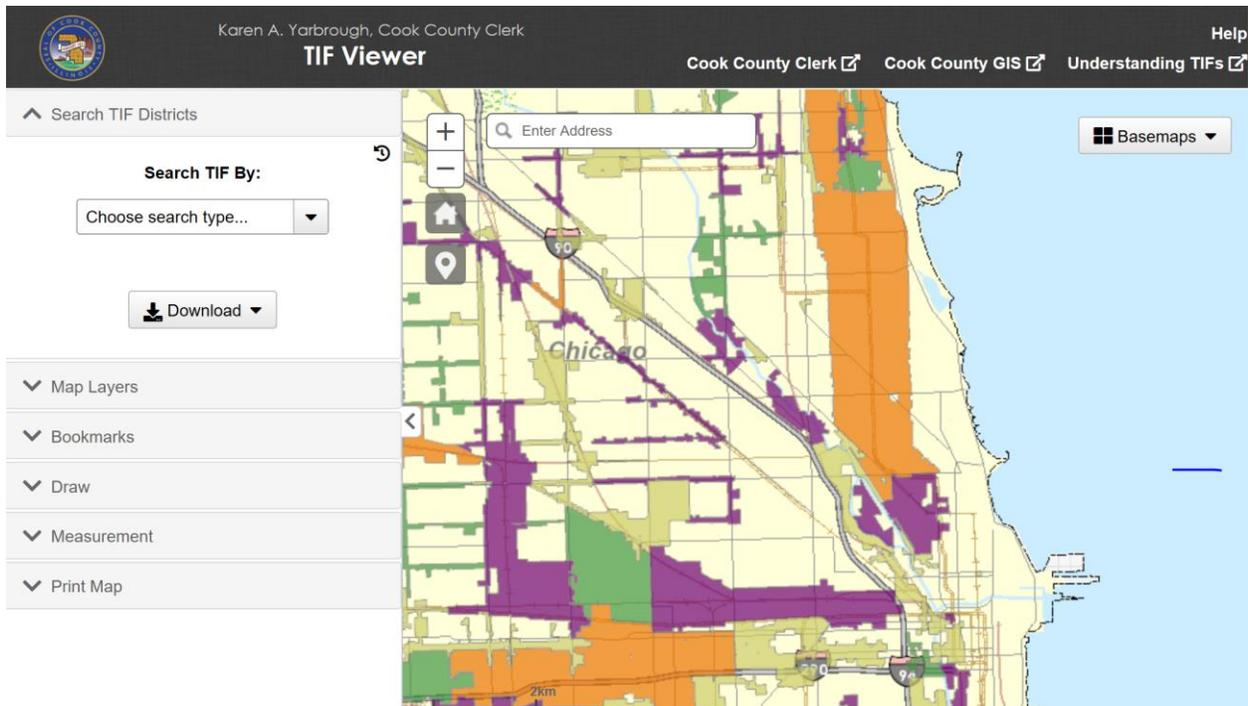 Karen A. Yarbrough, Cook County Clerk
TIF Viewer
Help
Cook County Clerk
Cook County GIS
Understanding TIFs
Search TIF Districts
Search TIF By:
Choose search type...
Download
Map Layers
Bookmarks
Draw
Measurement
Print Map
Enter Address
Basemaps
90
Chicago
94
2km